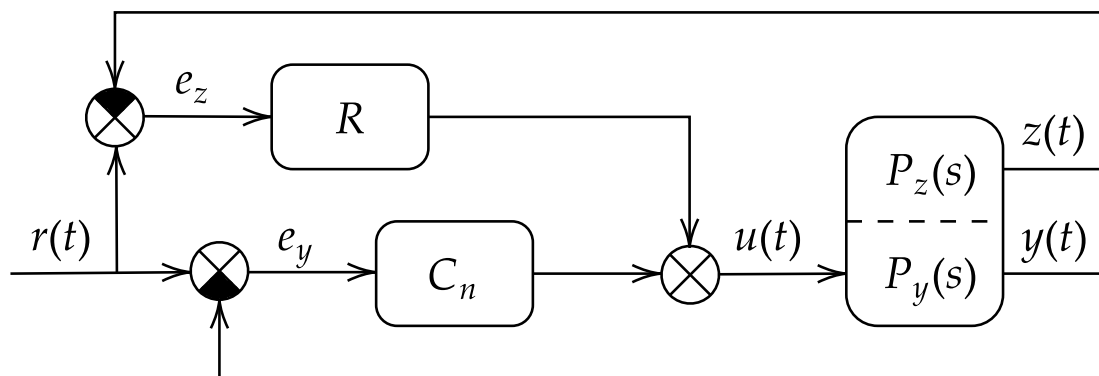 e_z
R
P_z(s)
z(t)
r(t)
e_y
C_n
u(t)
P_y(s)
y(t)